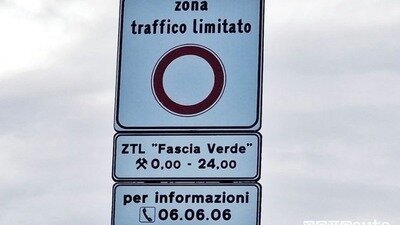 zona
traffico limitato
ZTL "Fascia Verde"
0,00 - 24,00
per informazioni
06.06.06